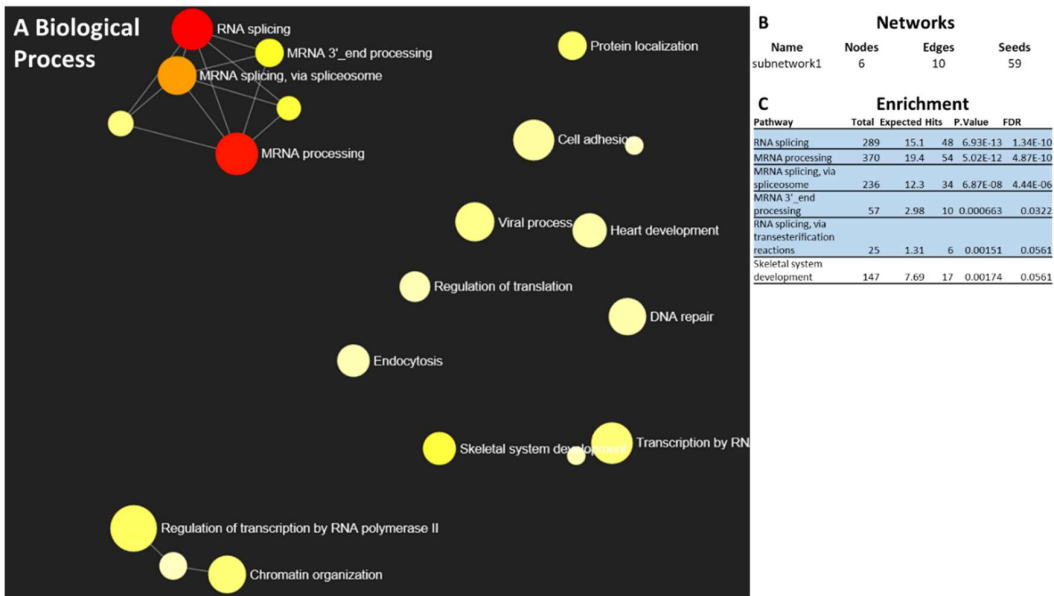 A Biological
Process
RNA splicing
MRNA 3'_end processing
MRNA splicing, via spliceosome
MRNA processing
Protein localization
Cell adhesion
Viral process
Heart development
Regulation of translation
DNA repair
Endocytosis
Skeletal system development
Transcription by RN
Regulation of transcription by RNA polymerase II
Chromatin organization
B Networks
Name Nodes Edges Seeds
subnetwork1 6 10 59
C Enrichment
Pathway Total Expected Hits P.Value FDR
RNA splicing 289 15.1 48 6.93E-13 1.34E-10
MRNA processing 370 19.4 54 5.02E-12 4.87E-10
MRNA splicing, via
spliceosome 236 12.3 34 6.87E-08 4.44E-06
MRNA 3'_end
processing 57 2.98 10 0.000663 0.0322
RNA splicing, via
transesterification
reactions 25 1.31 6 0.00151 0.0561
Skeletal system
development 147 7.69 17 0.00174 0.0561